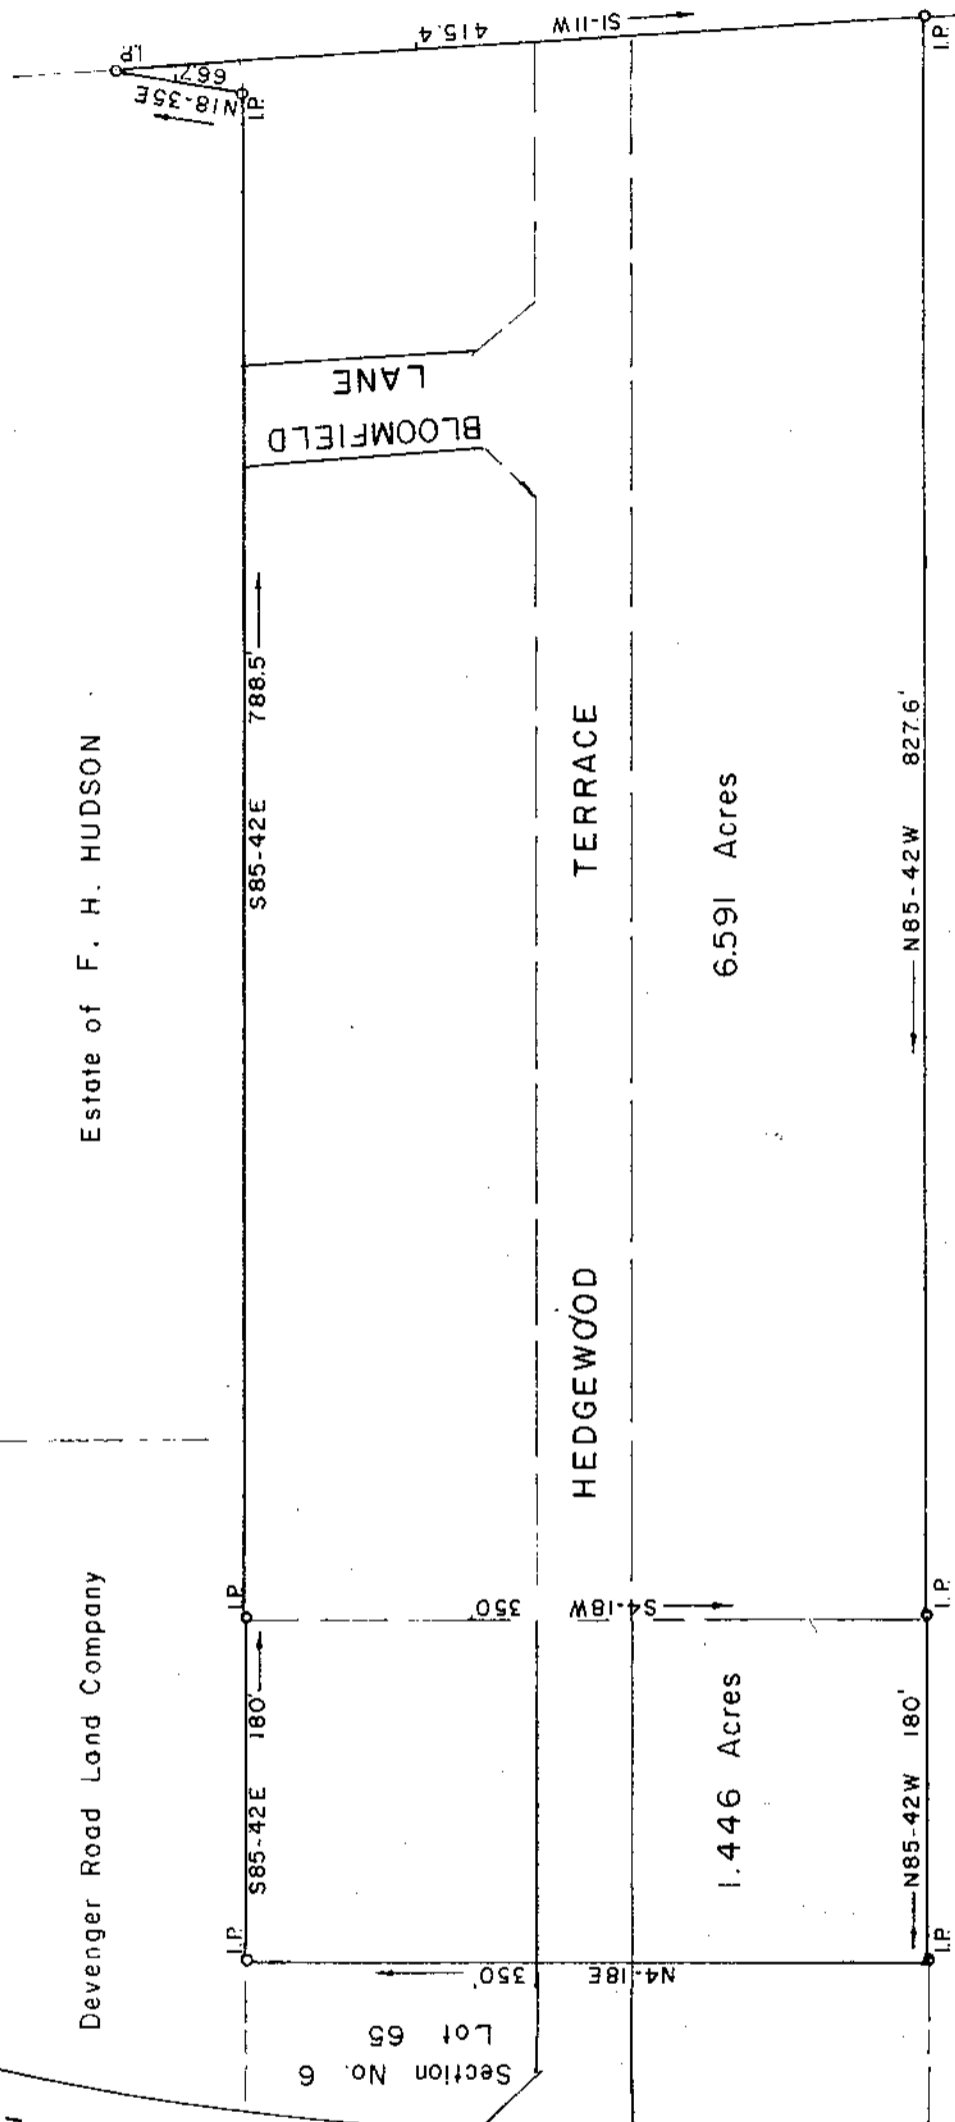 Devenger Road Land Company
Estate of F. H. HUDSON
I.P.
S85-42E 180'
I.P.
S85-42E 788.5'
I.P.
N18-35E
66.7'
I.P.
415.4
S1-11W
I.P.
BLOOMFIELD
LANE
Section No. 6
Lot 65
N4-18E
350'
S4-18W
350
HEDGEWOOD TERRACE
1.446 Acres
6.591 Acres
N85-42W 180'
N85-42W 827.6'
I.P.
I.P.